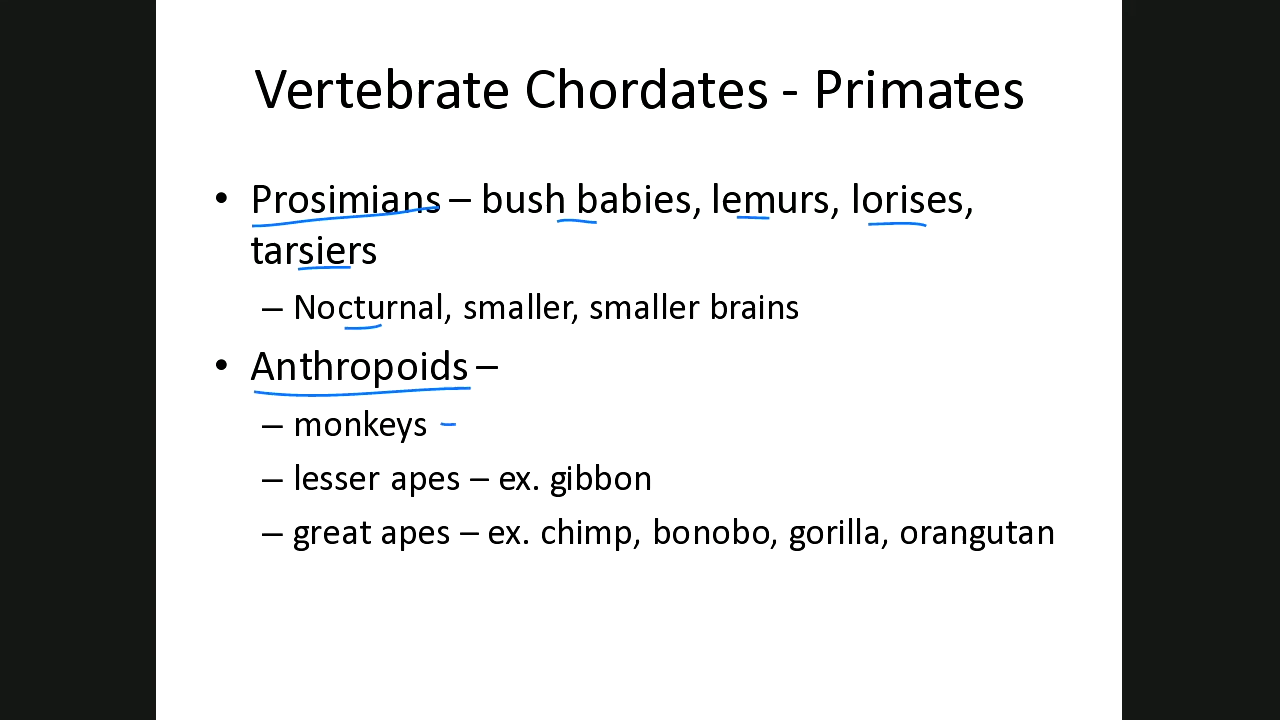 Vertebrate Chordates - Primates
• Prosimians – bush babies, lemurs, lorises,
tarsiers
– Nocturnal, smaller, smaller brains
• Anthropoids –
– monkeys -
– lesser apes – ex. gibbon
– great apes – ex. chimp, bonobo, gorilla, orangutan